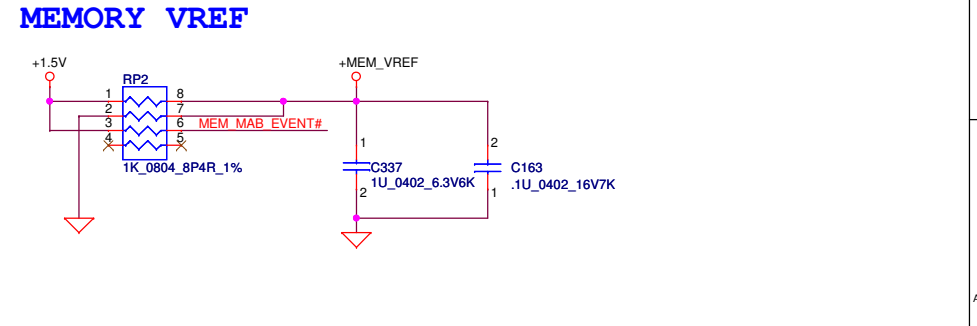 MEMORY VREF
+1.5V
+MEM_VREF
RP2
1
8
2
7
3
6
MEM_MAB_EVENT#
4
5
1K_0804_8P4R_1%
1
2
C337
C163
1U_0402_6.3V6K
.1U_0402_16V7K
2
1
A